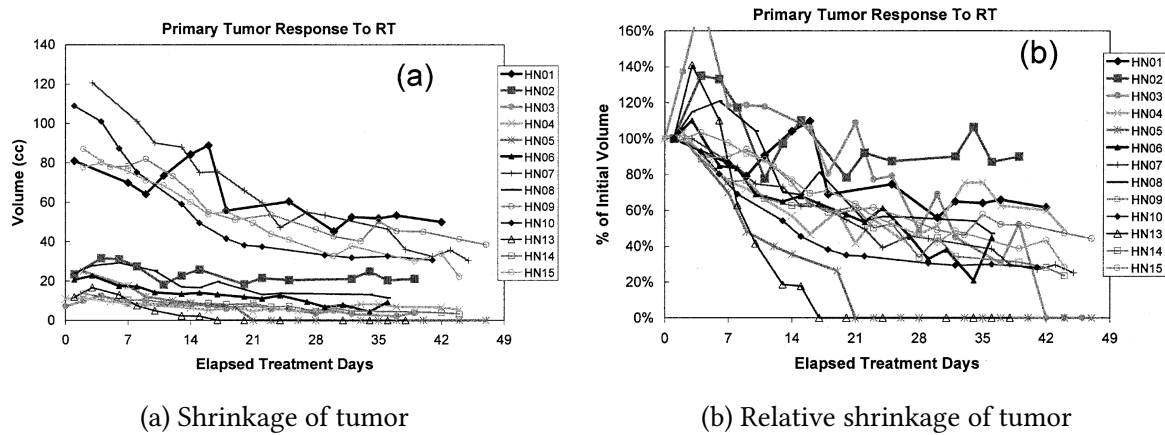 Primary Tumor Response To RT
140
120
100
80
60
40
20
0
Volume (cc)
0 7 14 21 28 35 42 49
Elapsed Treatment Days
(a)
HN01
HN02
HN03
HN04
HN05
HN06
HN07
HN08
HN09
HN10
HN13
HN14
HN15
(a) Shrinkage of tumor
Primary Tumor Response To RT
160%
140%
120%
100%
80%
60%
40%
20%
0%
% of Initial Volume
0 7 14 21 28 35 42 49
Elapsed Treatment Days
(b)
HN01
HN02
HN03
HN04
HN05
HN06
HN07
HN08
HN09
HN10
HN13
HN14
HN15
(b) Relative shrinkage of tumor